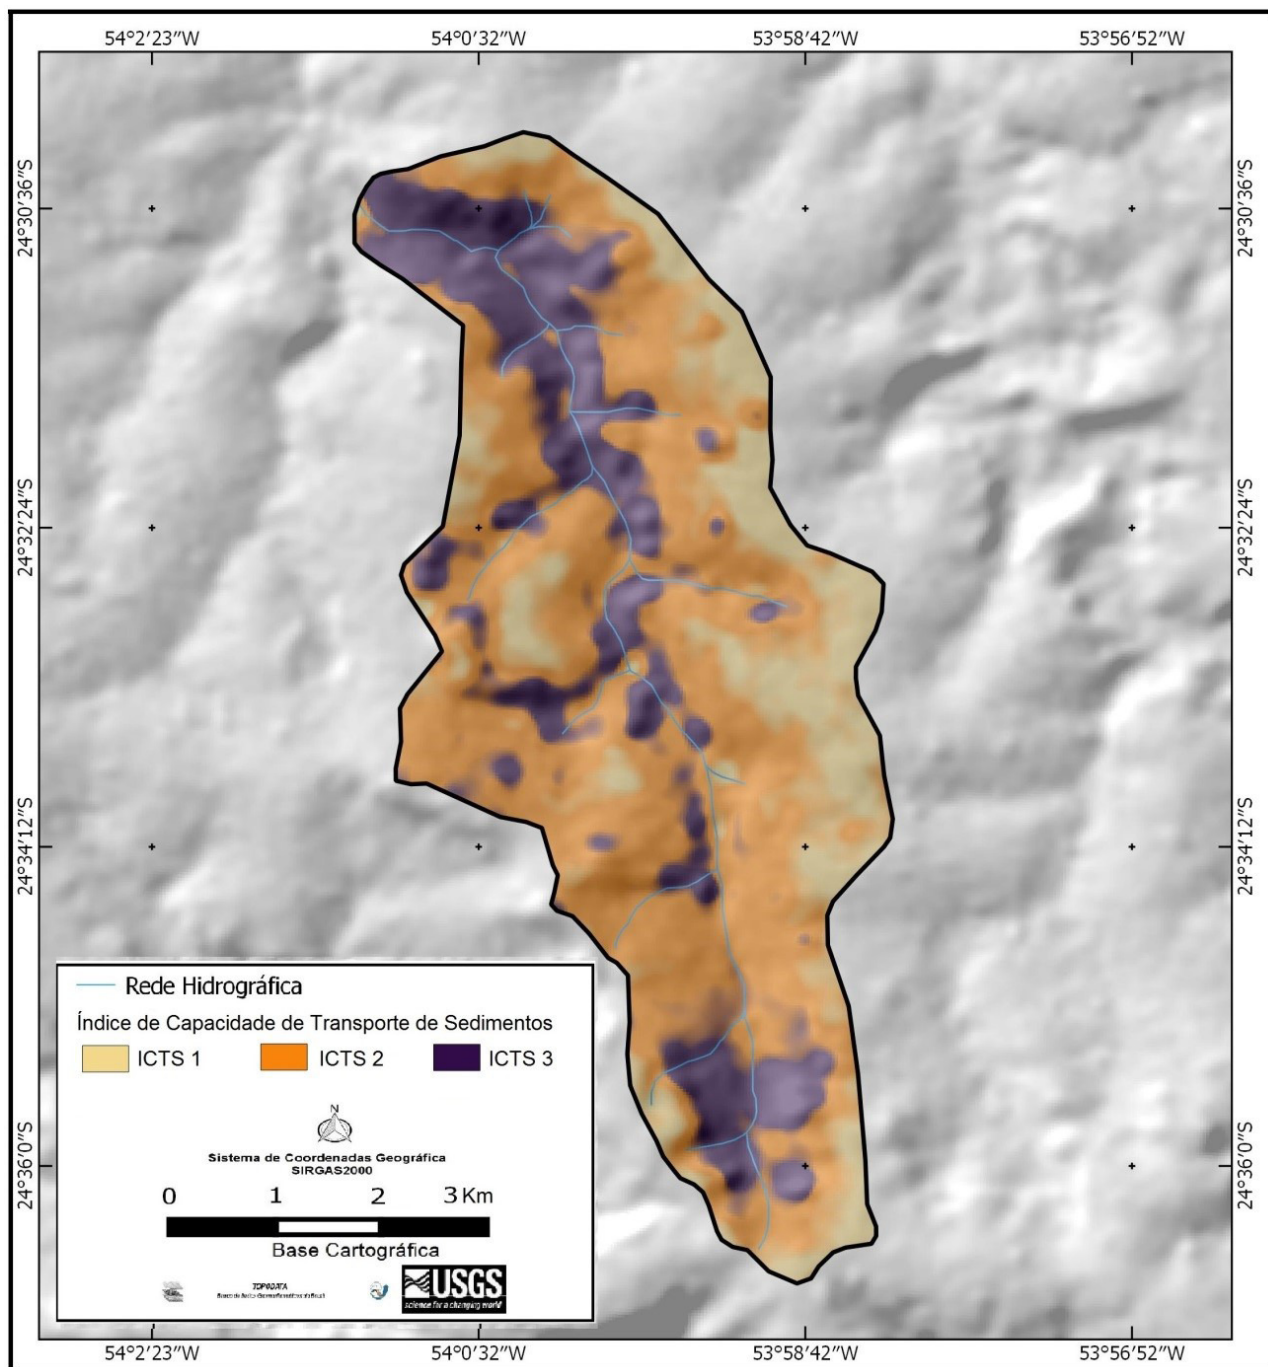 54°2′23″W 54°0′32″W 53°58′42″W 53°56′52″W
24°30′36″S 24°30′36″S
24°32′24″S 24°32′24″S
24°34′12″S 24°34′12″S
24°36′0″S 24°36′0″S
Rede Hidrográfica
Índice de Capacidade de Transporte de Sedimentos
ICTS 1 ICTS 2 ICTS 3
N
Sistema de Coordenadas Geográfica
SIRGAS2000
0 1 2 3 Km
Base Cartográfica
TOPODATA
USGS
science for a changing world
54°2′23″W 54°0′32″W 53°58′42″W 53°56′52″W